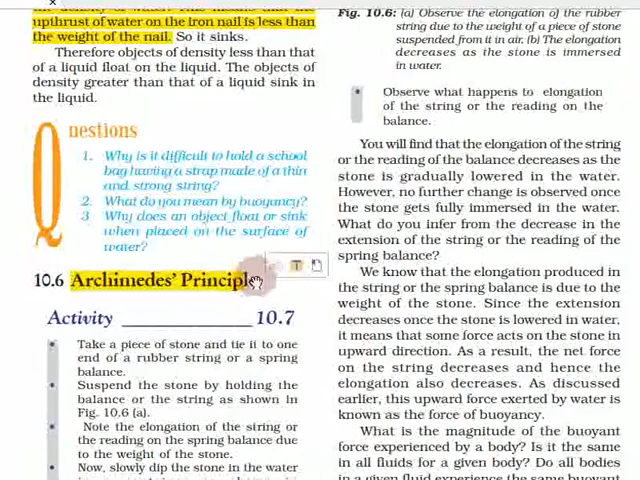 upthrust of water on the iron nail is less than
the weight of the nail. So it sinks.
Therefore objects of density less than that
of a liquid float on the liquid. The objects of
density greater than that of a liquid sink in
the liquid.
Questions
1. Why is it difficult to hold a school
bag having a strap made of a thin
and strong string?
2. What do you mean by buoyancy?
3 Why does an object float or sink
when placed on the surface of
water?
10.6 Archimedes' Principle
Activity ____________ 10.7
• Take a piece of stone and tie it to one
end of a rubber string or a spring
balance.
• Suspend the stone by holding the
balance or the string as shown in
Fig. 10.6 (a).
• Note the elongation of the string or
the reading on the spring balance due
to the weight of the stone.
• Now, slowly dip the stone in the water
Fig. 10.6: (a) Observe the elongation of the rubber
string due to the weight of a piece of stone
suspended from it in air. (b) The elongation
decreases as the stone is immersed
in water.
• Observe what happens to elongation
of the string or the reading on the
balance.
You will find that the elongation of the string
or the reading of the balance decreases as the
stone is gradually lowered in the water.
However, no further change is observed once
the stone gets fully immersed in the water.
What do you infer from the decrease in the
extension of the string or the reading of the
spring balance?
We know that the elongation produced in
the string or the spring balance is due to the
weight of the stone. Since the extension
decreases once the stone is lowered in water,
it means that some force acts on the stone in
upward direction. As a result, the net force
on the string decreases and hence the
elongation also decreases. As discussed
earlier, this upward force exerted by water is
known as the force of buoyancy.
What is the magnitude of the buoyant
force experienced by a body? Is it the same
in all fluids for a given body? Do all bodies
in a given fluid experience the same buoyant